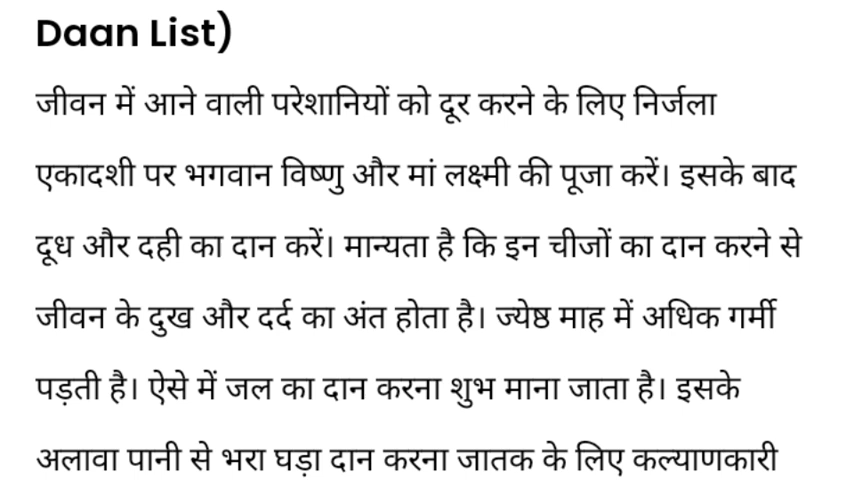 Daan List)
जीवन में आने वाली परेशानियों को दूर करने के लिए निर्जला
एकादशी पर भगवान विष्णु और मां लक्ष्मी की पूजा करें। इसके बाद
दूध और दही का दान करें। मान्यता है कि इन चीजों का दान करने से
जीवन के दुख और दर्द का अंत होता है। ज्येष्ठ माह में अधिक गर्मी
पड़ती है। ऐसे में जल का दान करना शुभ माना जाता है। इसके
अलावा पानी से भरा घड़ा दान करना जातक के लिए कल्याणकारी